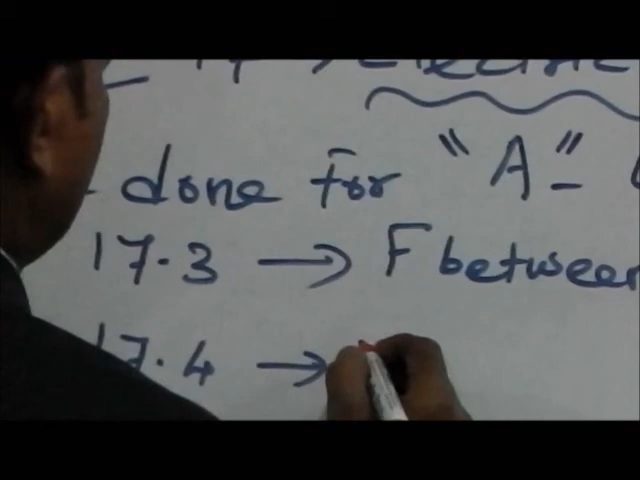 done for "A"
17.3 → F between
17.4 →